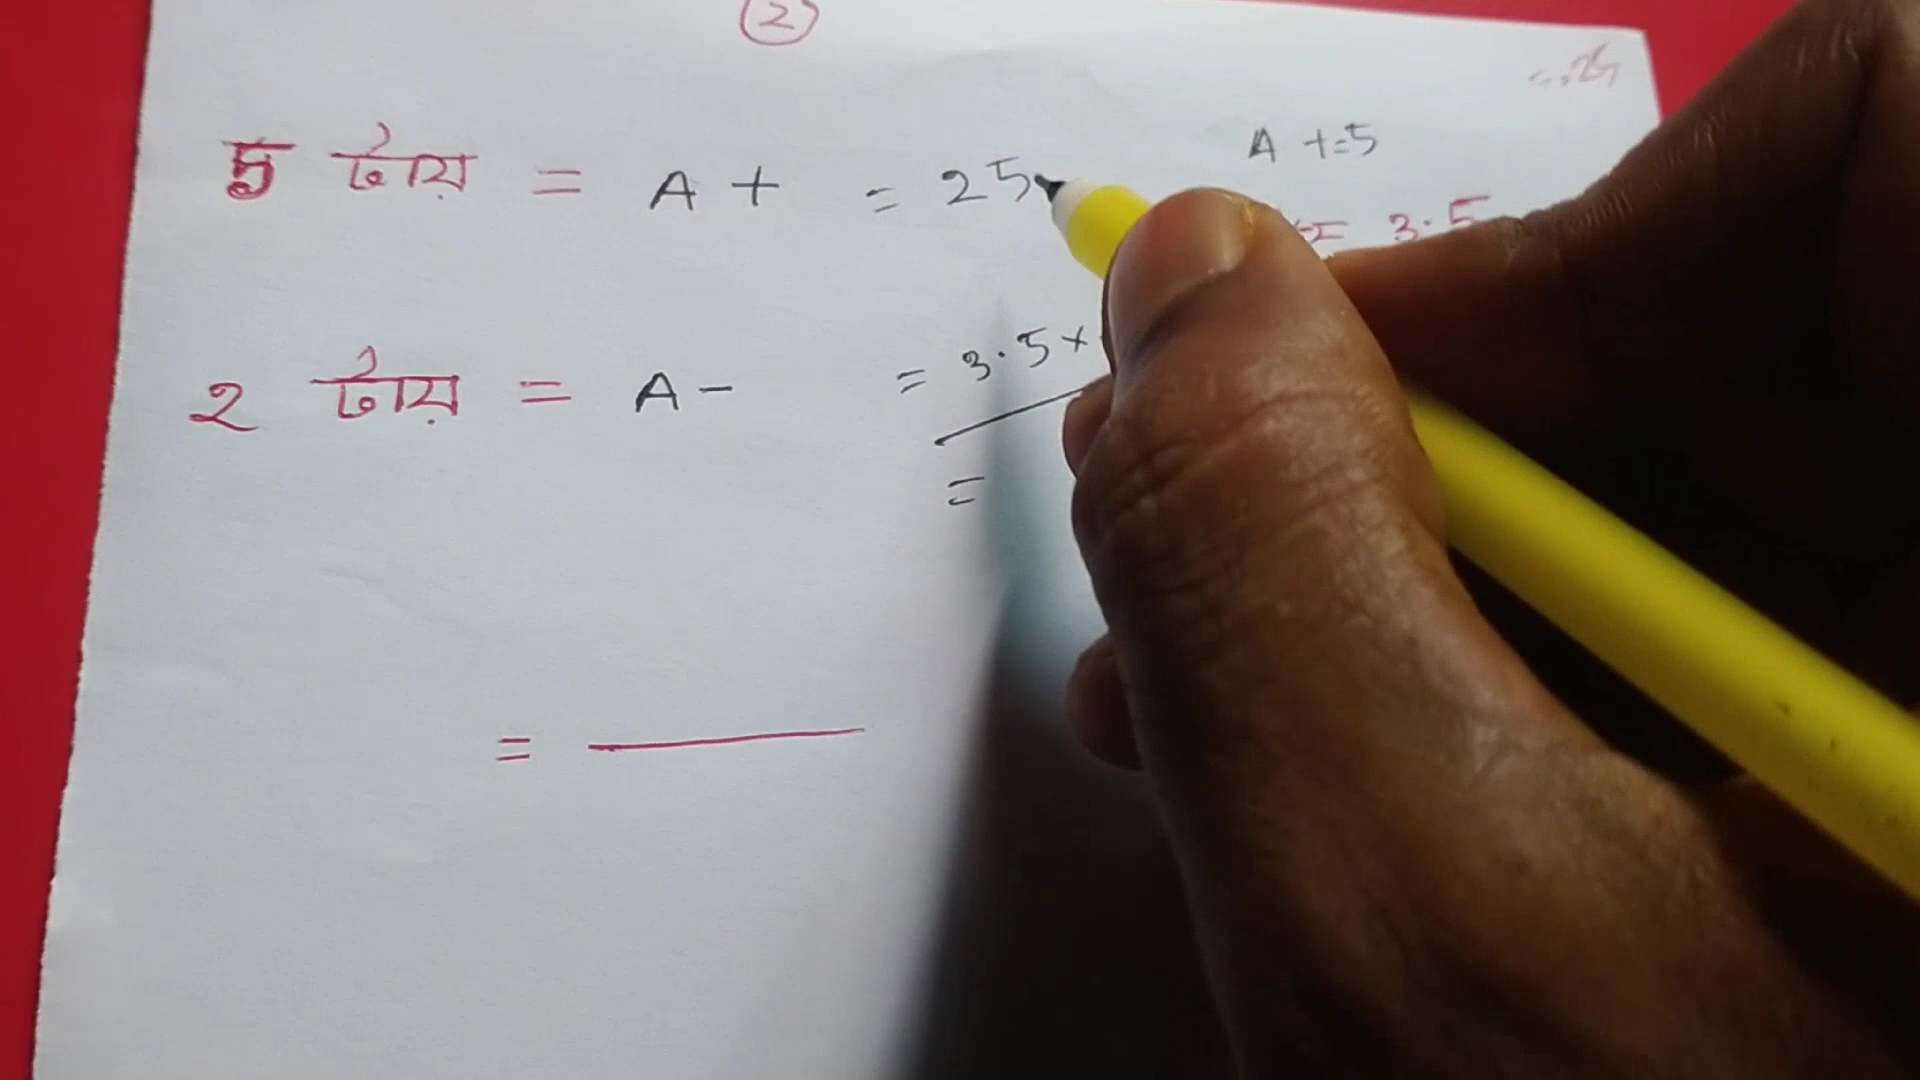 2
5 টায় = A + = 25
A += 5
= 3.5
2 টায় = A - = 3.5 ×
=
=